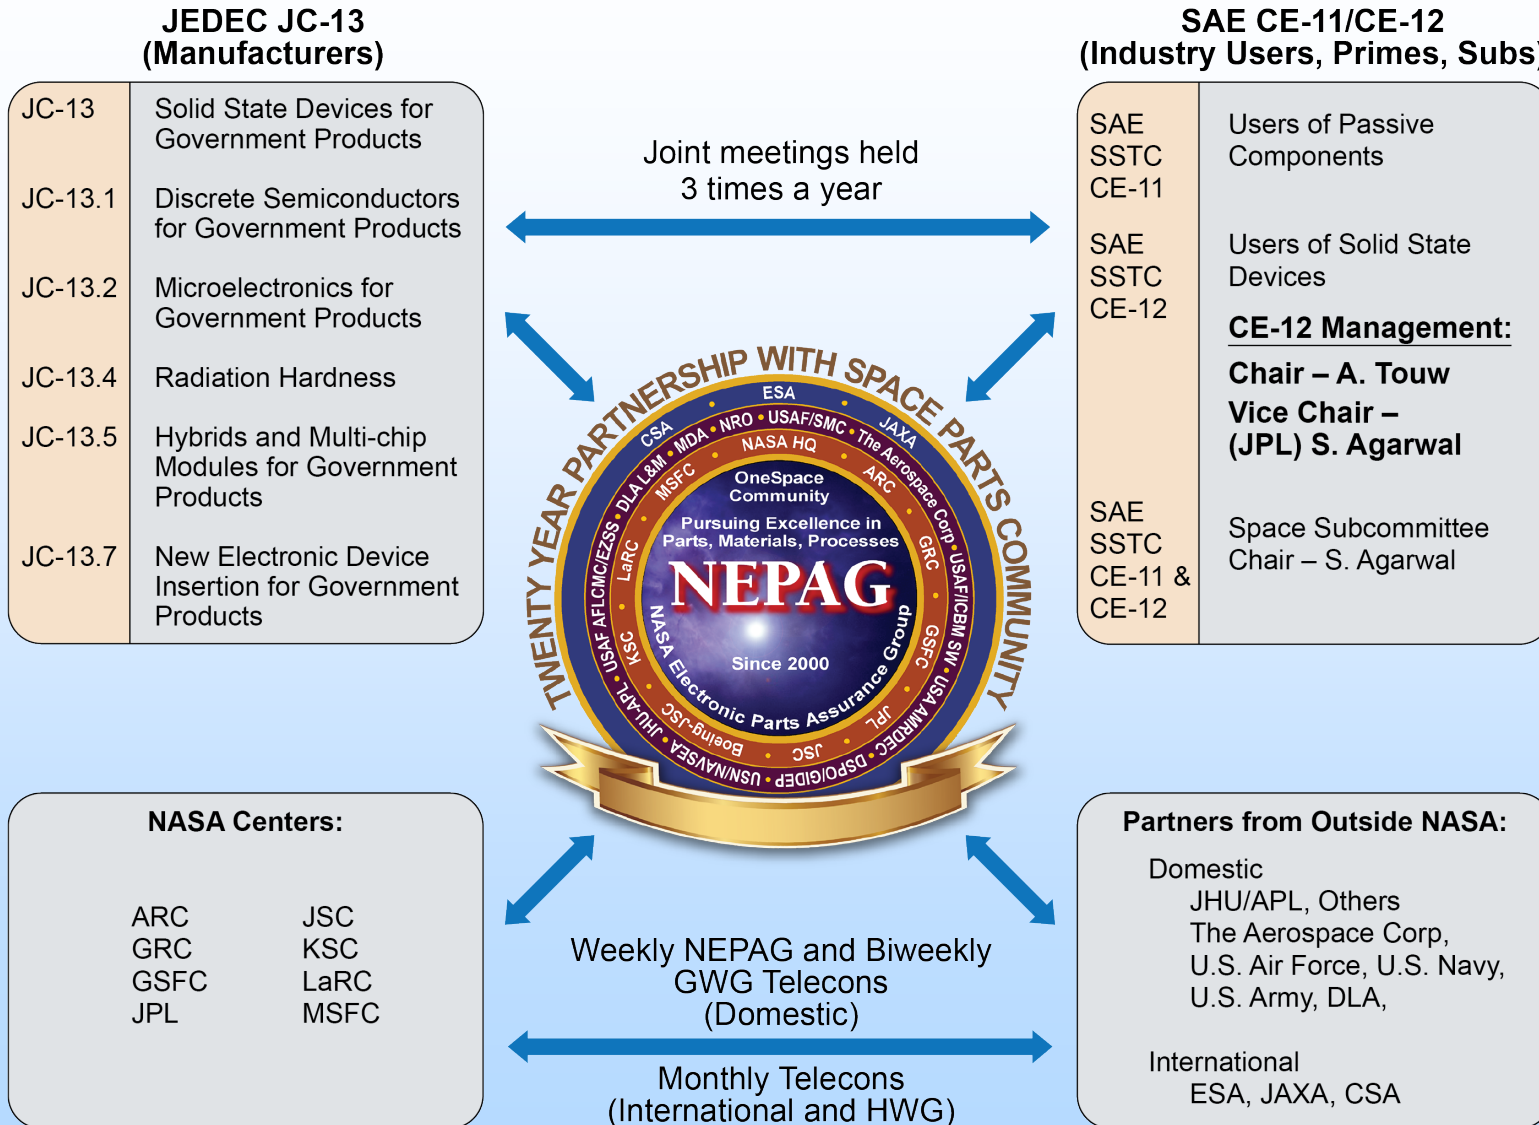 JEDEC JC-13
(Manufacturers)
JC-13
Solid State Devices for
Government Products
JC-13.1
Discrete Semiconductors
for Government Products
JC-13.2
Microelectronics for
Government Products
JC-13.4
Radiation Hardness
JC-13.5
Hybrids and Multi-chip
Modules for Government
Products
JC-13.7
New Electronic Device
Insertion for Government
Products
Joint meetings held
3 times a year
SAE CE-11/CE-12
(Industry Users, Primes, Subs)
SAE
SSTC
CE-11
Users of Passive
Components
SAE
SSTC
CE-12
Users of Solid State
Devices
CE-12 Management:
Chair – A. Touw
Vice Chair –
(JPL) S. Agarwal
SAE
SSTC
CE-11 &
CE-12
Space Subcommittee
Chair – S. Agarwal
TWENTY YEAR PARTNERSHIP WITH SPACE PARTS COMMUNITY
CSA • ESA • JAXA
USAF AFLCMC/EZSS • DLA L&M • MDA • NRO • USAF/SMC • The Aerospace Corp • USAF/ICBM SW • USA AMRDEC • DSPO/GIDEP • USN/NAVSEA • JHU-APL •
NASA HQ • ARC • GRC • GSFC • JPL • JSC • Boeing-JSC • KSC • LaRC • MSFC •
OneSpace
Community
Pursuing Excellence in
Parts, Materials, Processes
NEPAG
Since 2000
NASA Electronic Parts Assurance Group
NASA Centers:
ARC
GRC
GSFC
JPL
JSC
KSC
LaRC
MSFC
Weekly NEPAG and Biweekly
GWG Telecons
(Domestic)
Monthly Telecons
(International and HWG)
Partners from Outside NASA:
Domestic
JHU/APL, Others
The Aerospace Corp,
U.S. Air Force, U.S. Navy,
U.S. Army, DLA,
International
ESA, JAXA, CSA